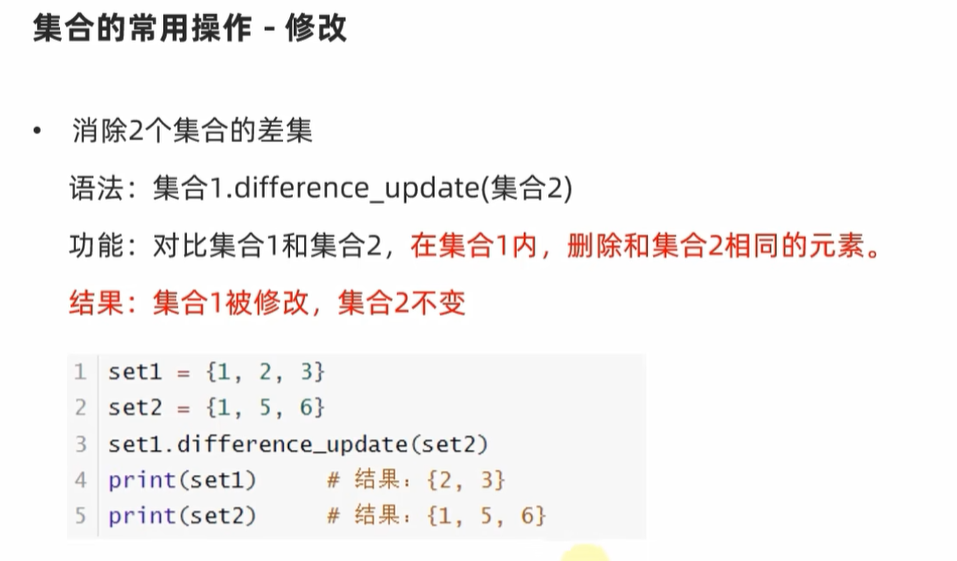 集合的常用操作 - 修改
• 消除2个集合的差集
语法：集合1.difference_update(集合2)
功能：对比集合1和集合2，在集合1内，删除和集合2相同的元素。
结果：集合1被修改，集合2不变
1 set1 = {1, 2, 3}
2 set2 = {1, 5, 6}
3 set1.difference_update(set2)
4 print(set1) # 结果：{2, 3}
5 print(set2) # 结果：{1, 5, 6}